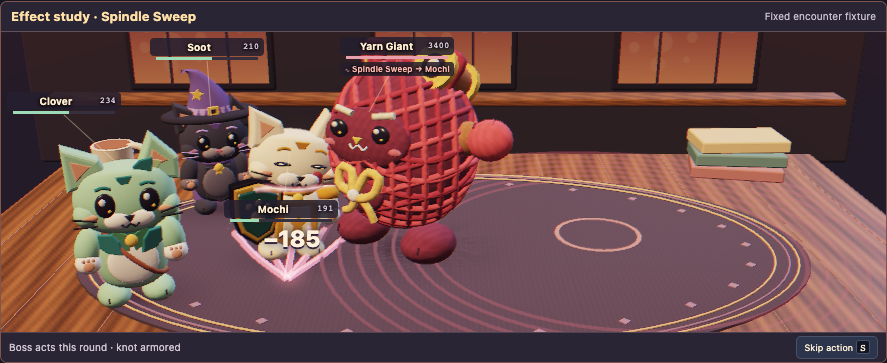 Effect study · Spindle Sweep
Fixed encounter fixture
Soot 210
Yarn Giant 3400
Spindle Sweep → Mochi
Clover 234
Mochi 191
–185
Boss acts this round · knot armored
Skip action S